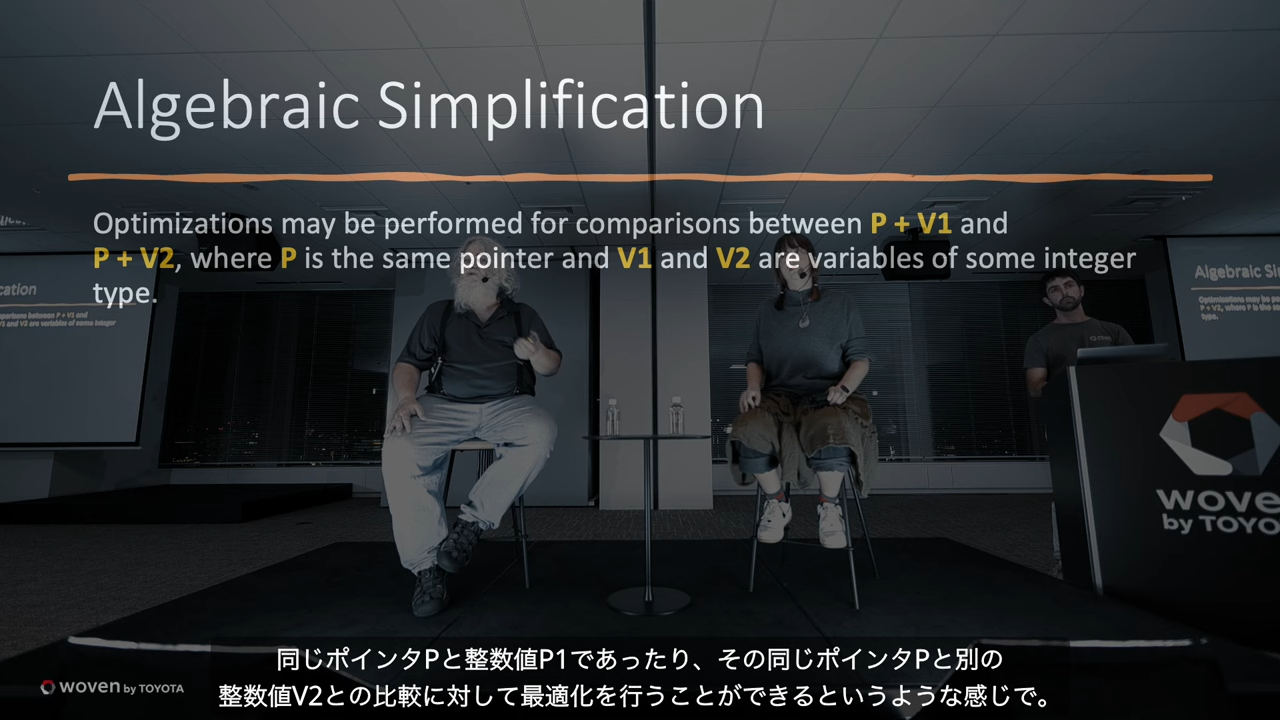 Algebraic Simplification
Optimizations may be performed for comparisons between P + V1 and
P + V2, where P is the same pointer and V1 and V2 are variables of some integer
type.
woven
by TOYO
同じポインタPと整数値P1であったり、その同じポインタPと別の
整数値V2との比較に対して最適化を行うことができるというような感じで。
woven by TOYOTA